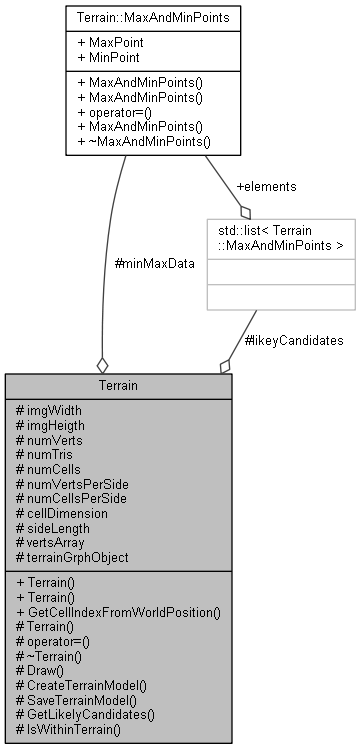 Terrain::MaxAndMinPoints
+ MaxPoint
+ MinPoint
+ MaxAndMinPoints()
+ MaxAndMinPoints()
+ operator=()
+ MaxAndMinPoints()
+ ~MaxAndMinPoints()
+elements
std::list< Terrain
::MaxAndMinPoints >
#minMaxData
#likeyCandidates
Terrain
# imgWidth
# imgHeigth
# numVerts
# numTris
# numCells
# numVertsPerSide
# numCellsPerSide
# cellDimension
# sideLength
# vertsArray
# terrainGrphObject
+ Terrain()
+ Terrain()
+ GetCellIndexFromWorldPosition()
# Terrain()
# operator=()
# ~Terrain()
# Draw()
# CreateTerrainModel()
# SaveTerrainModel()
# GetLikelyCandidates()
# IsWithinTerrain()